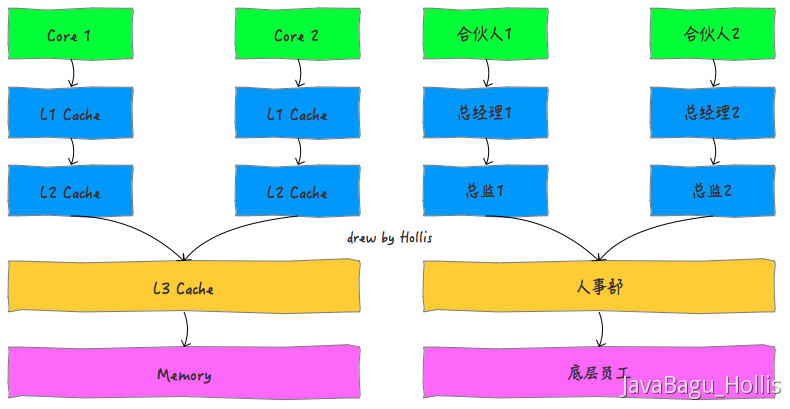 Core 1
Core 2
合伙人1
合伙人2
L1 Cache
L1 Cache
总经理1
总经理2
L2 Cache
L2 Cache
总监1
总监2
drew by Hollis
L3 Cache
人事部
Memory
底层员工
JavaBagu_Hollis